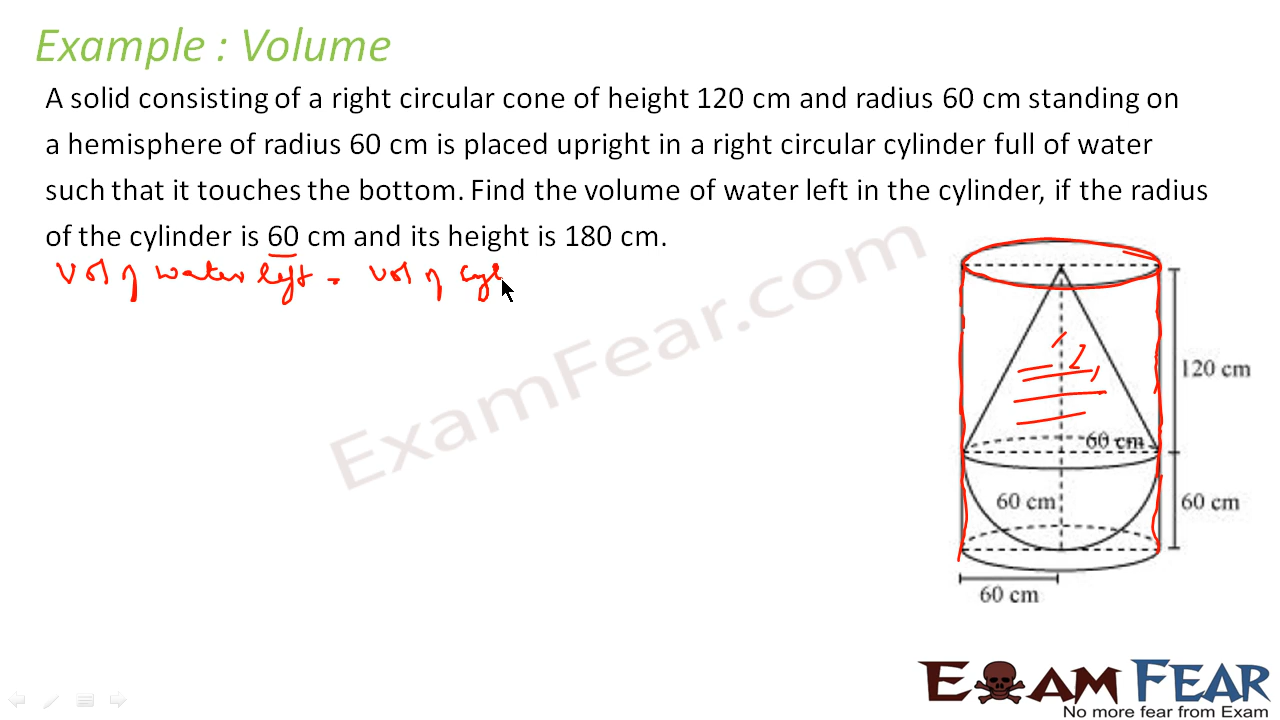 Example : Volume
A solid consisting of a right circular cone of height 120 cm and radius 60 cm standing on
a hemisphere of radius 60 cm is placed upright in a right circular cylinder full of water
such that it touches the bottom. Find the volume of water left in the cylinder, if the radius
of the cylinder is 60 cm and its height is 180 cm.
Vol of water left = Vol of cyl
120 cm
60 cm
60 cm
60 cm
60 cm
ExamFear.com
EXAM FEAR
No more fear from Exam